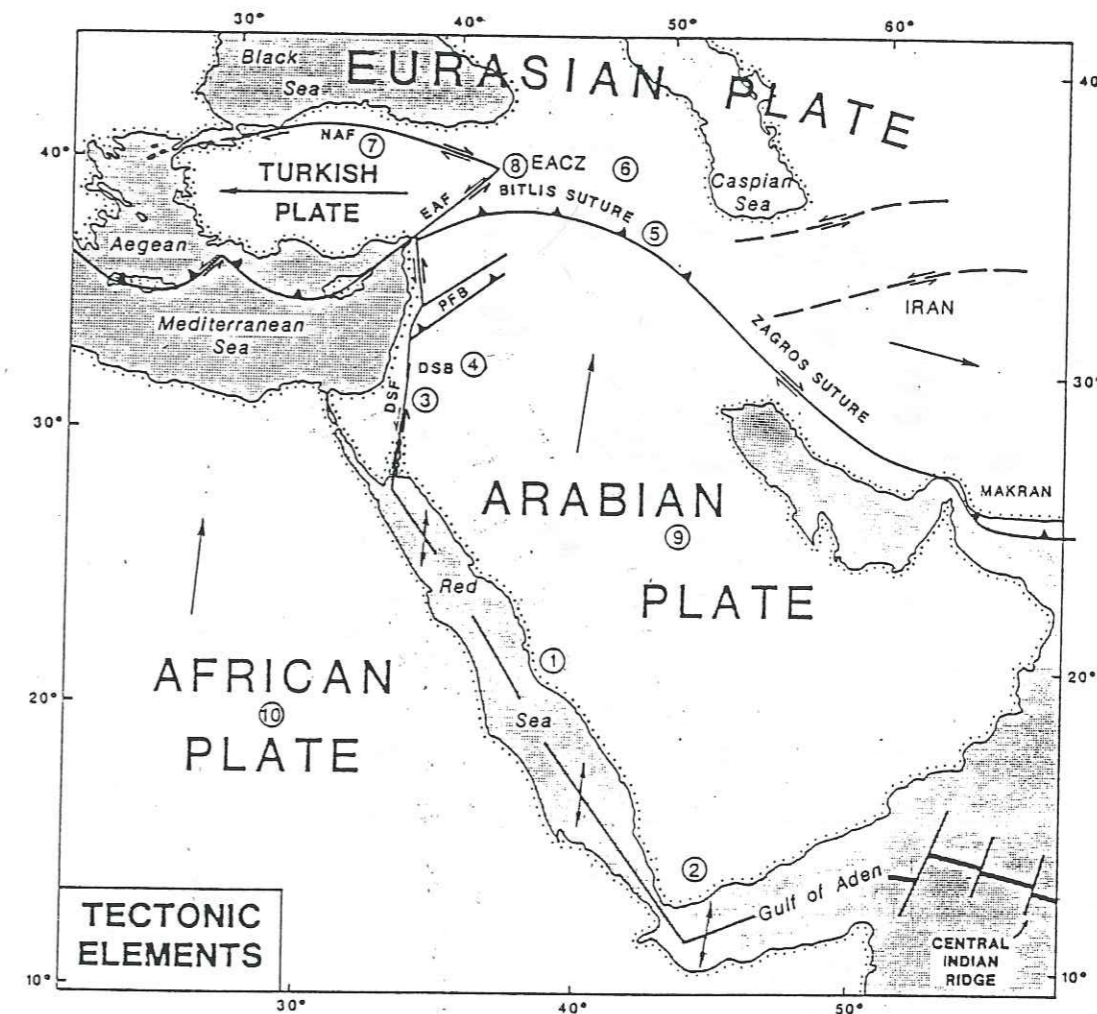 30° 40° 50° 60°
Black
Sea
EURASIAN PLATE
40°
40°
NAF
7
TURKISH
PLATE
8 EACZ 6
BITLIS SUTURE
5
EAF
Caspian
Sea
Aegean
PFB
IRAN
Mediterranean
Sea
DSB 4
DSF
3
ZAGROS SUTURE
30°
30°
ARABIAN
9
PLATE
MAKRAN
Red
Sea
1
AFRICAN
10
PLATE
20°
20°
2
Gulf of Aden
TECTONIC
ELEMENTS
CENTRAL
INDIAN
RIDGE
10°
10°
30° 40° 50°